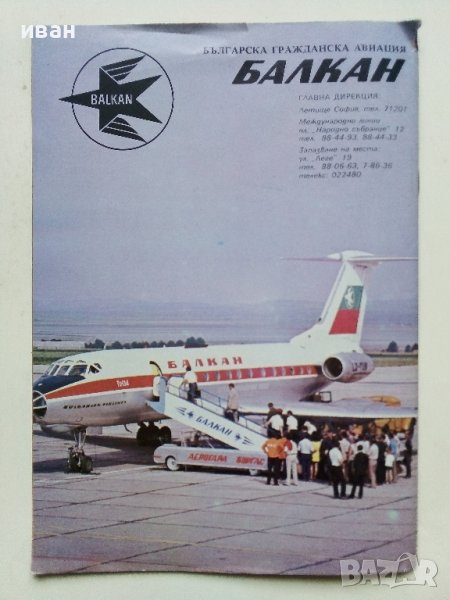 иван
БЪЛГАРСКА ГРАЖДАНСКА АВИАЦИЯ
БАЛКАН
BALKAN
ГЛАВНА ДИРЕКЦИЯ:
Летище София, тел. 71201
Международни линии
пл. „Народно събрание" 12
тел. 88-44-93, 88-44-33
Запазване на места:
ул. „Леге" 19
тел. 88-06-63, 7-86-36
телекс: 022480
БАЛКАН
БАЛКАН
АЕРОГАРА БУРГАС
BAZAR